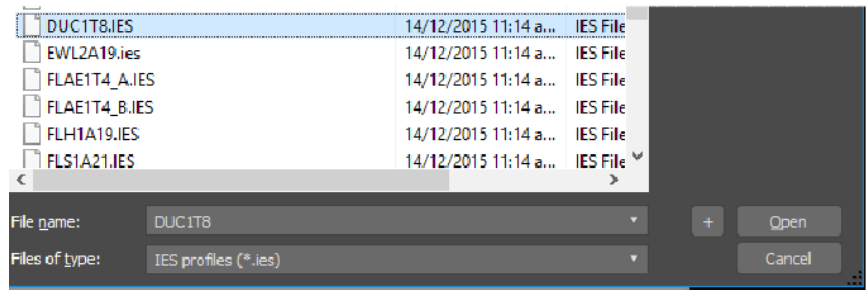 DUC1T8.IES 14/12/2015 11:14 a... IES File
EWL2A19.ies 14/12/2015 11:14 a... IES File
FLAE1T4_A.IES 14/12/2015 11:14 a... IES File
FLAE1T4_B.IES 14/12/2015 11:14 a... IES File
FLH1A19.IES 14/12/2015 11:14 a... IES File
FLS1A21.IES 14/12/2015 11:14 a... IES File
File name: DUC1T8 + Open
Files of type: IES profiles (*.ies) Cancel